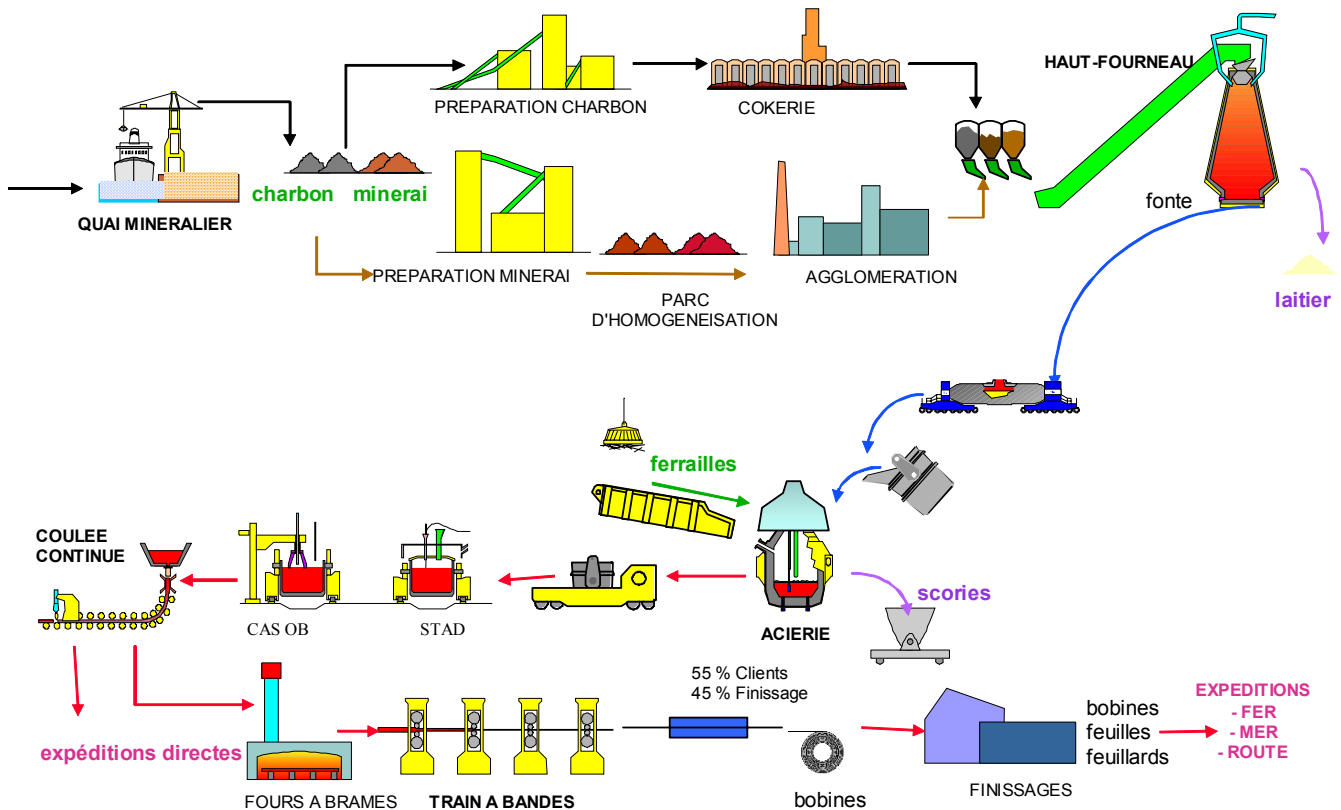 HAUT-FOURNEAU
PREPARATION CHARBON
COKERIE
charbon
minerai
QUAI MINERALIER
fonte
PREPARATION MINERAI
AGGLOMERATION
PARC
D'HOMOGENEISATION
laitier
ferrailles
COULEE
CONTINUE
scories
CAS OB
STAD
ACIERIE
55 % Clients
45 % Finissage
EXPEDITIONS
- FER
- MER
- ROUTE
bobines
feuilles
feuillards
expéditions directes
FOURS A BRAMES
TRAIN A BANDES
bobines
FINISSAGES